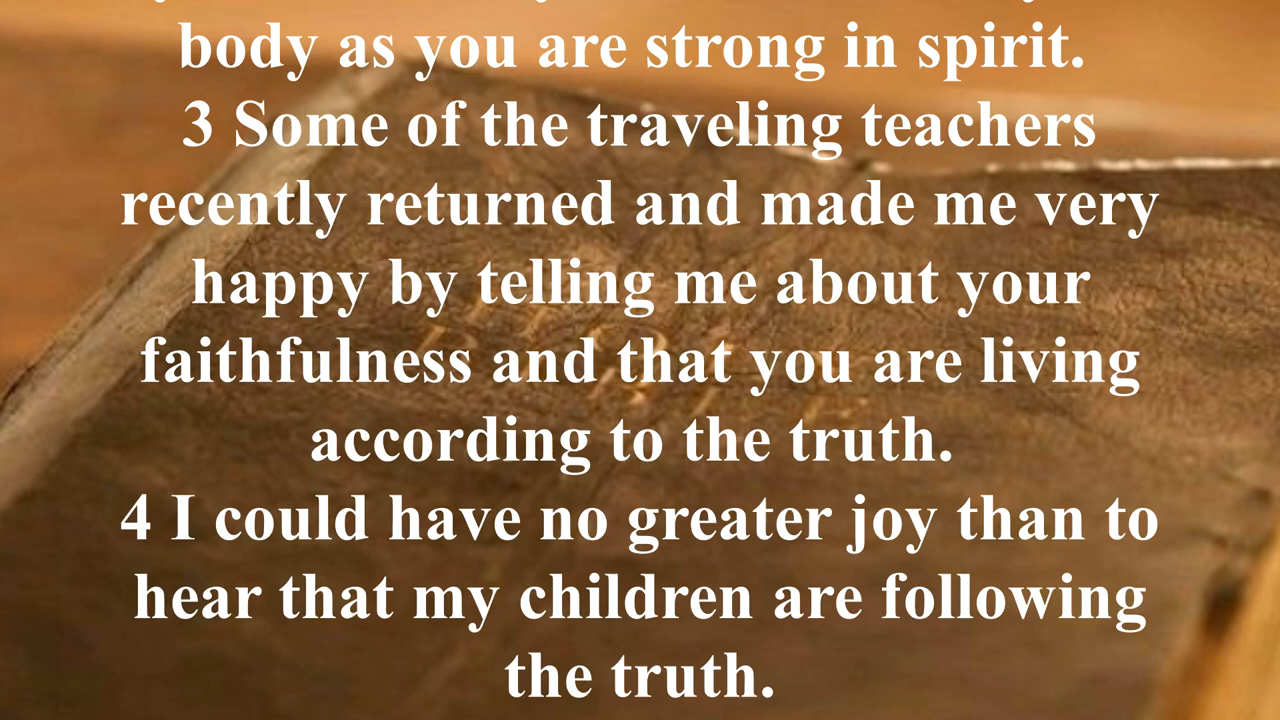 body as you are strong in spirit.
3 Some of the traveling teachers
recently returned and made me very
happy by telling me about your
faithfulness and that you are living
according to the truth.
4 I could have no greater joy than to
hear that my children are following
the truth.